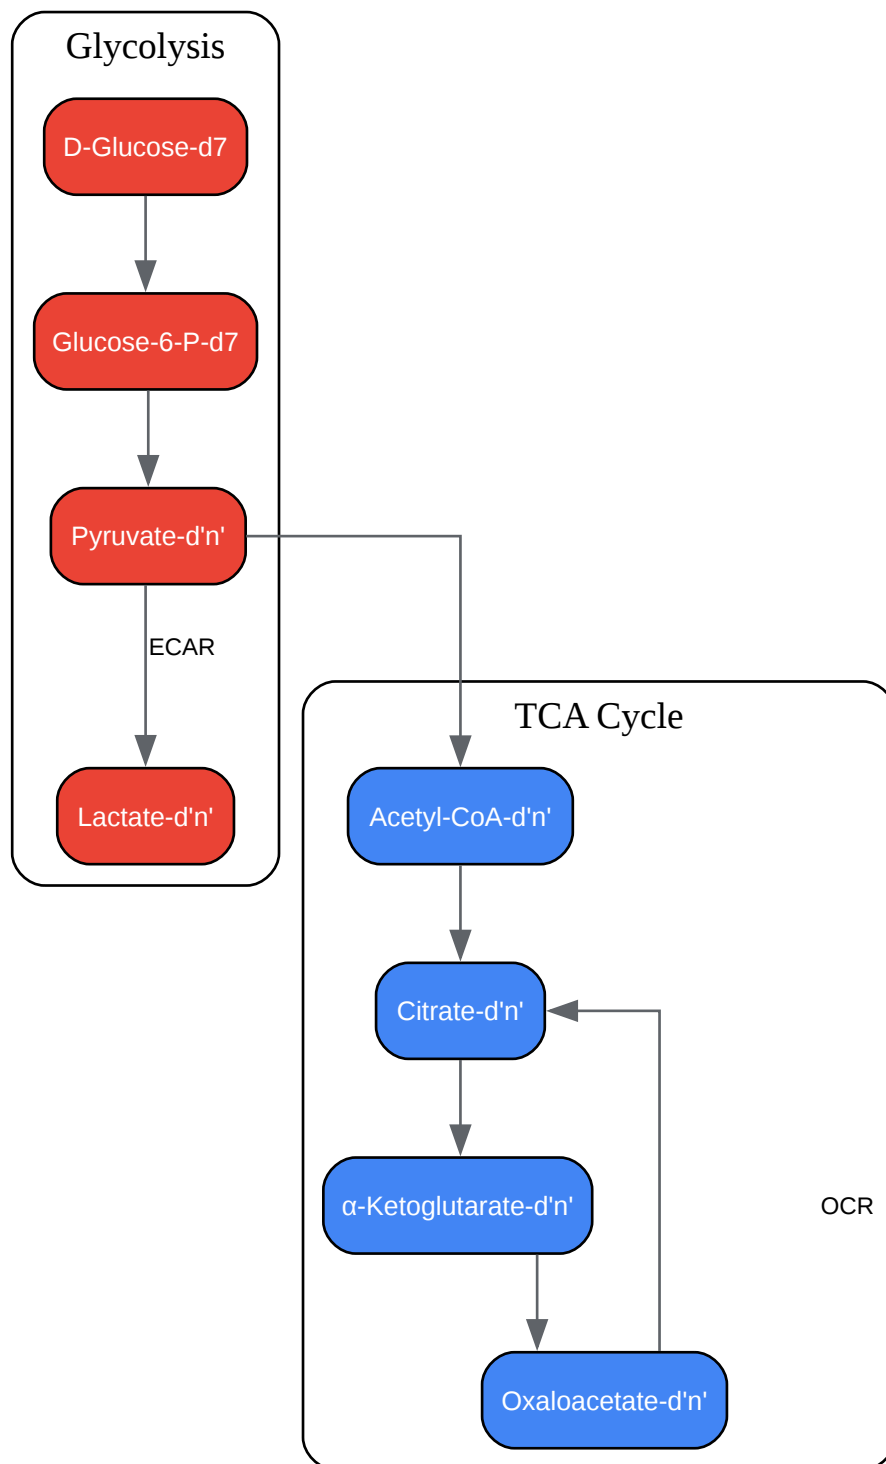 Glycolysis
D-Glucose-d7
Glucose-6-P-d7
Pyruvate-d'n'
ECAR
Lactate-d'n'
TCA Cycle
Acetyl-CoA-d'n'
Citrate-d'n'
α-Ketoglutarate-d'n'
OCR
Oxaloacetate-d'n'